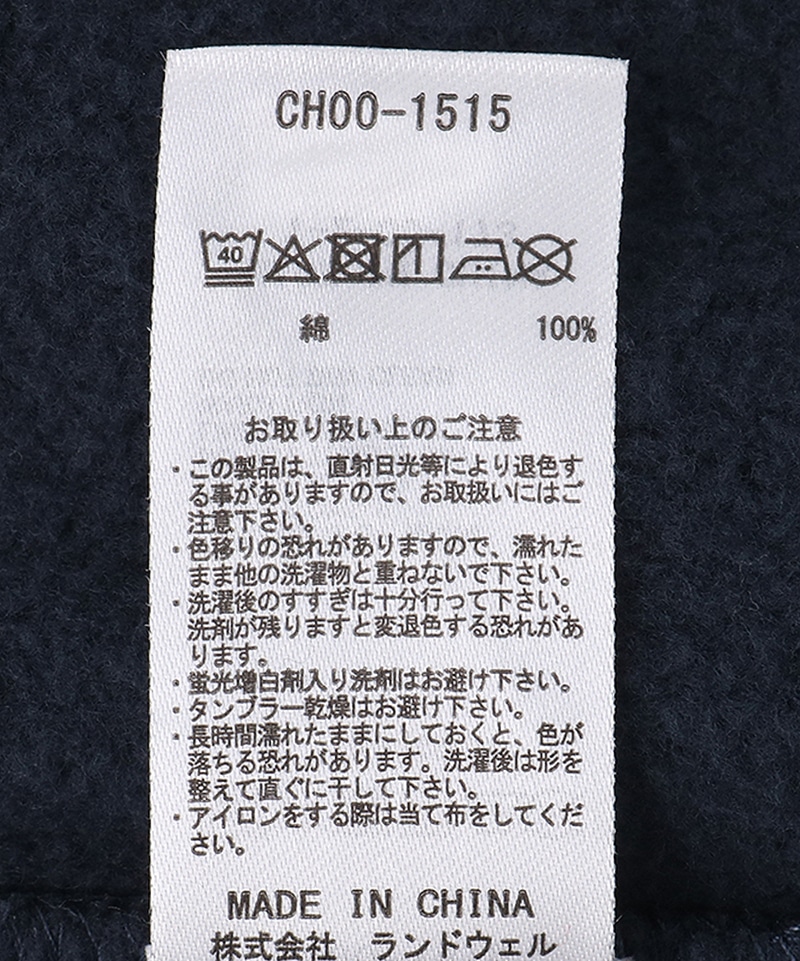 CH00-1515
40
綿 100%
お取り扱い上のご注意
・この製品は、直射日光等により退色す
る事がありますので、お取扱いにはご
注意下さい。
・色移りの恐れがありますので、濡れた
まま他の洗濯物と重ねないで下さい。
・洗濯後のすすぎは十分行って下さい。
洗剤が残りますと変退色する恐れがあ
ります。
・蛍光増白剤入り洗剤はお避け下さい。
・タンブラー乾燥はお避け下さい。
・長時間濡れたままにしておくと、色が
落ちる恐れがあります。洗濯後は形を
整えて直ぐに干して下さい。
・アイロンをする際は当て布をしてくだ
さい。
MADE IN CHINA
株式会社 ランドウェル